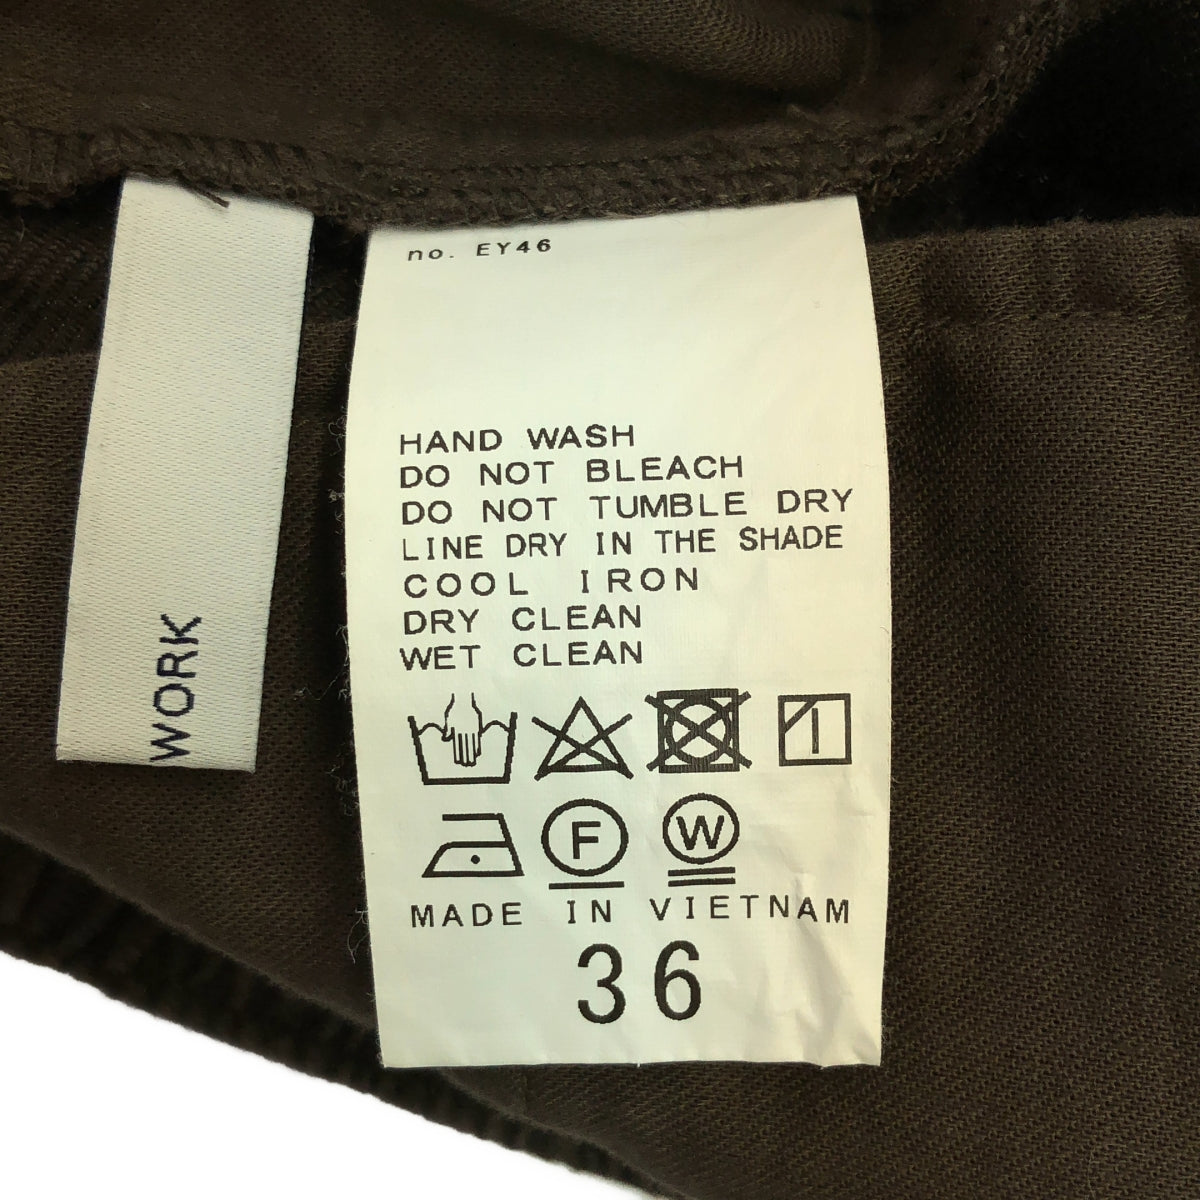 no. EY46
HAND WASH
DO NOT BLEACH
DO NOT TUMBLE DRY
LINE DRY IN THE SHADE
COOL IRON
DRY CLEAN
WET CLEAN
F W
MADE IN VIETNAM
36
WORK